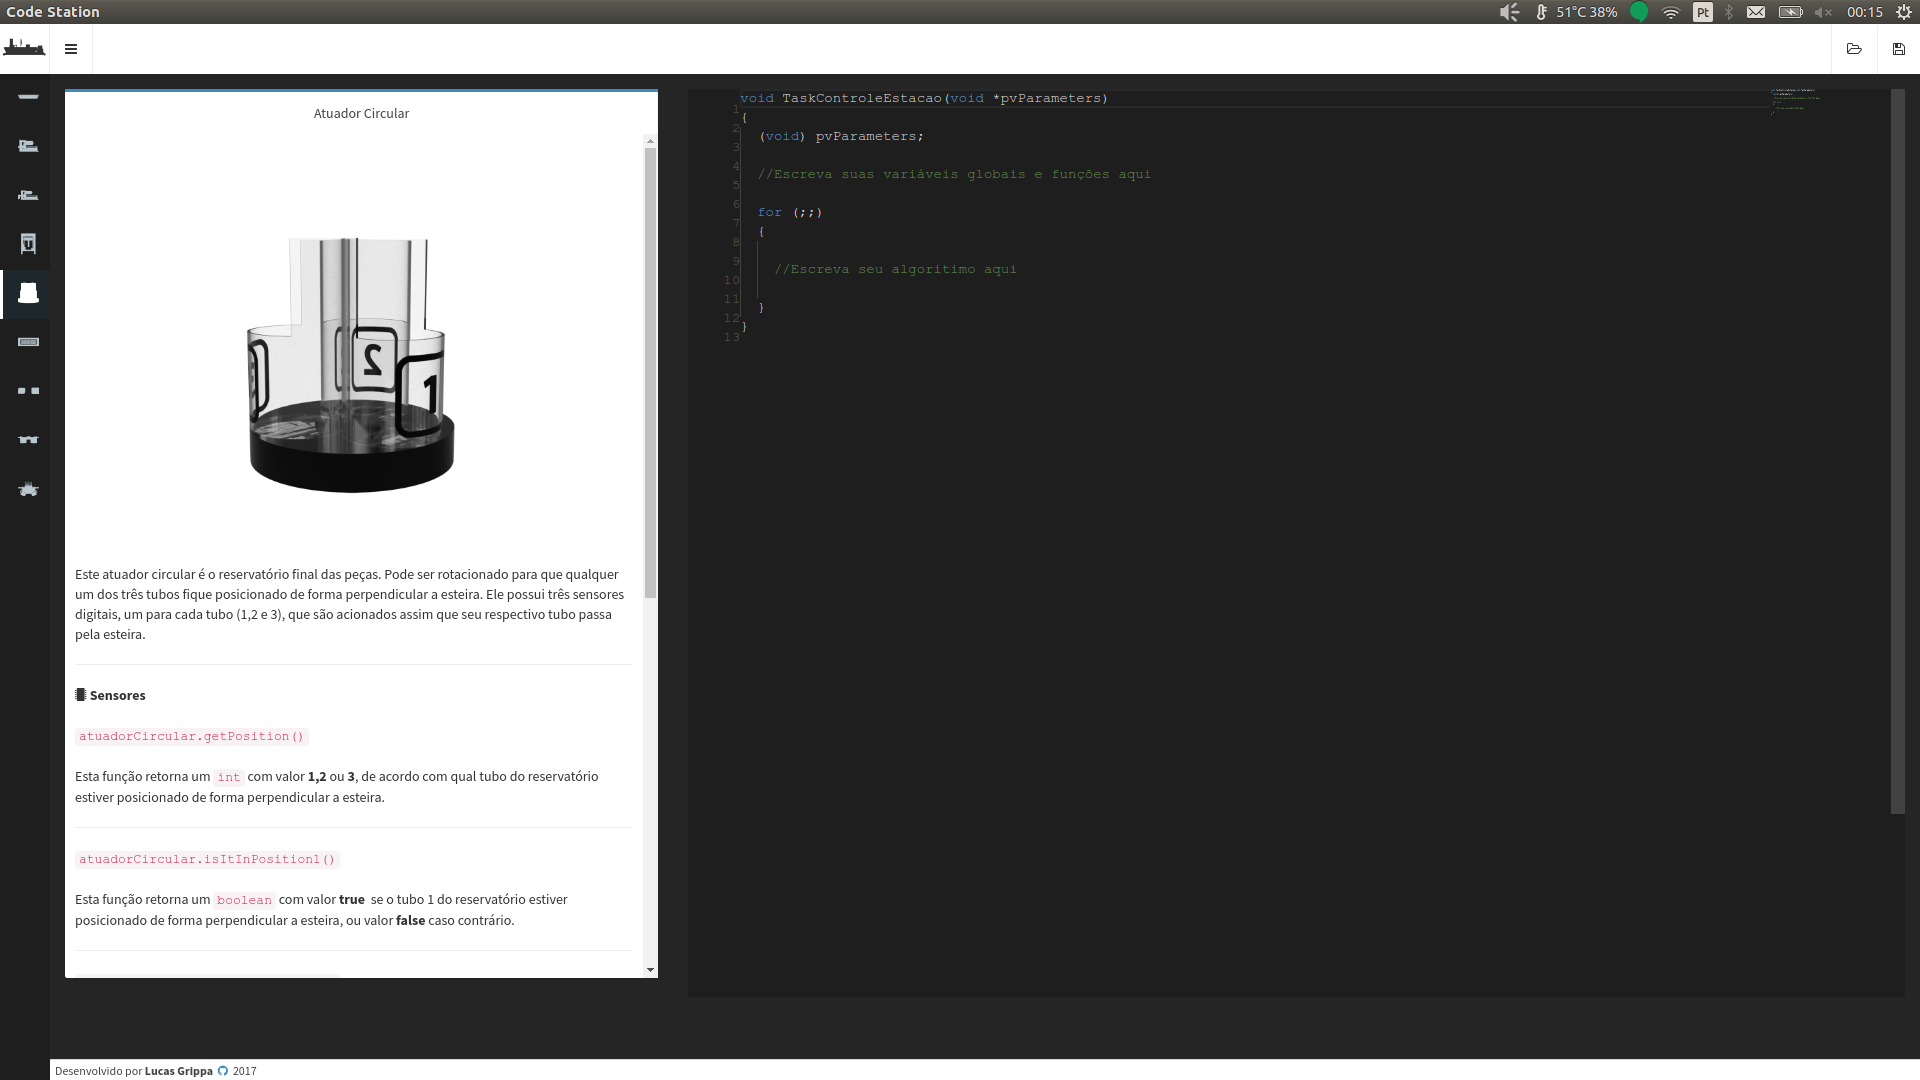 Code Station
51°C 38%
Pt
00:15
Atuador Circular
2
1
Este atuador circular é o reservatório final das peças. Pode ser rotacionado para que qualquer
um dos três tubos fique posicionado de forma perpendicular a esteira. Ele possui três sensores
digitais, um para cada tubo (1,2 e 3), que são acionados assim que seu respectivo tubo passa
pela esteira.
Sensores
atuadorCircular.getPosition()
Esta função retorna um int com valor 1,2 ou 3, de acordo com qual tubo do reservatório
estiver posicionado de forma perpendicular a esteira.
atuadorCircular.isItInPosition1()
Esta função retorna um boolean com valor true se o tubo 1 do reservatório estiver
posicionado de forma perpendicular a esteira, ou valor false caso contrário.
void TaskControleEstacao(void *pvParameters)
1
{
2
(void) pvParameters;
3
4
//Escreva suas variáveis globais e funções aqui
5
6
for (;;)
7
{
8
9
//Escreva seu algoritimo aqui
10
11
}
12
}
13
Desenvolvido por Lucas Grippa 2017